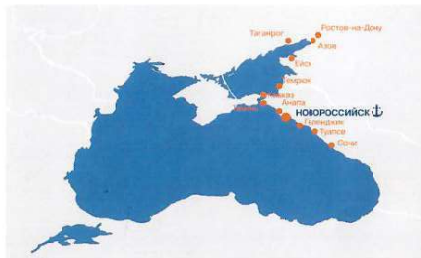 Ростов-на-Дону
Таганрог
Азов
Ейск
Темрюк
Кавказ
Анапа
НОВОРОССИЙСК
Геленджик
Туапсе
Сочи